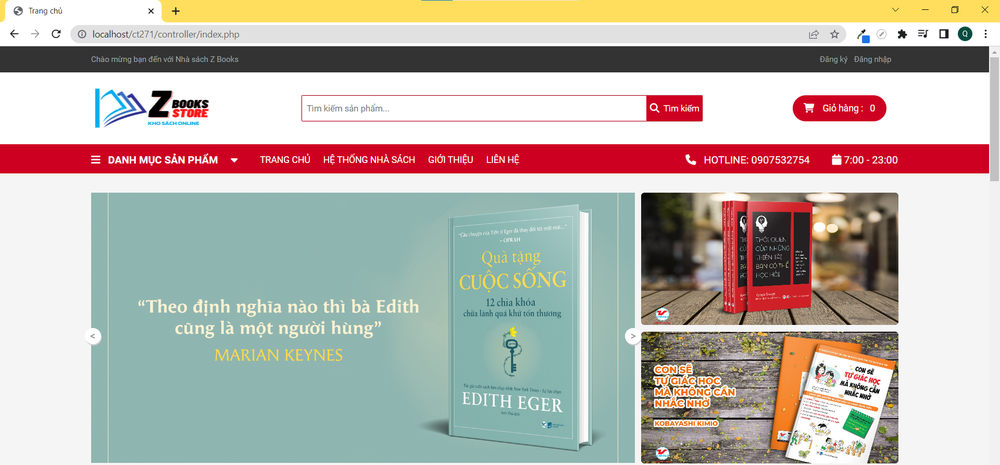 Trang chủ
localhost/ct271/controller/index.php
Q
Chào mừng bạn đến với Nhà sách Z Books
Đăng ký Đăng nhập
Z BOOKS
STORE
KHO SÁCH ONLINE
Tìm kiếm sản phẩm...
Tìm kiếm
Giỏ hàng : 0
DANH MỤC SẢN PHẨM
TRANG CHỦ HỆ THỐNG NHÀ SÁCH GIỚI THIỆU LIÊN HỆ
HOTLINE: 0907532754
7:00 - 23:00
“Theo định nghĩa nào thì bà Edith
cũng là một người hùng”
MARIAN KEYNES
<
>
“Câu chuyện của Tiến sĩ Eger đã thay đổi tôi mãi mãi...”
– OPRAH
Quà tặng
CUỘC SỐNG
12 chìa khóa
chữa lành quá khứ tổn thương
Tác giả cuốn sách bán chạy nhất New York Times - Sự lựa chọn
EDITH EGER
Anh Thư dịch
THÓI QUEN
CỦA NHỮNG
THIÊN TÀI
BẠN CÓ THỂ
HỌC HỎI
CON SẼ
TỰ GIÁC HỌC
MÀ KHÔNG CẦN
NHẮC NHỞ
KOBAYASHI KIMIO
CON SẼ
TỰ GIÁC HỌC
MÀ KHÔNG CẦN
NHẮC NHỞ